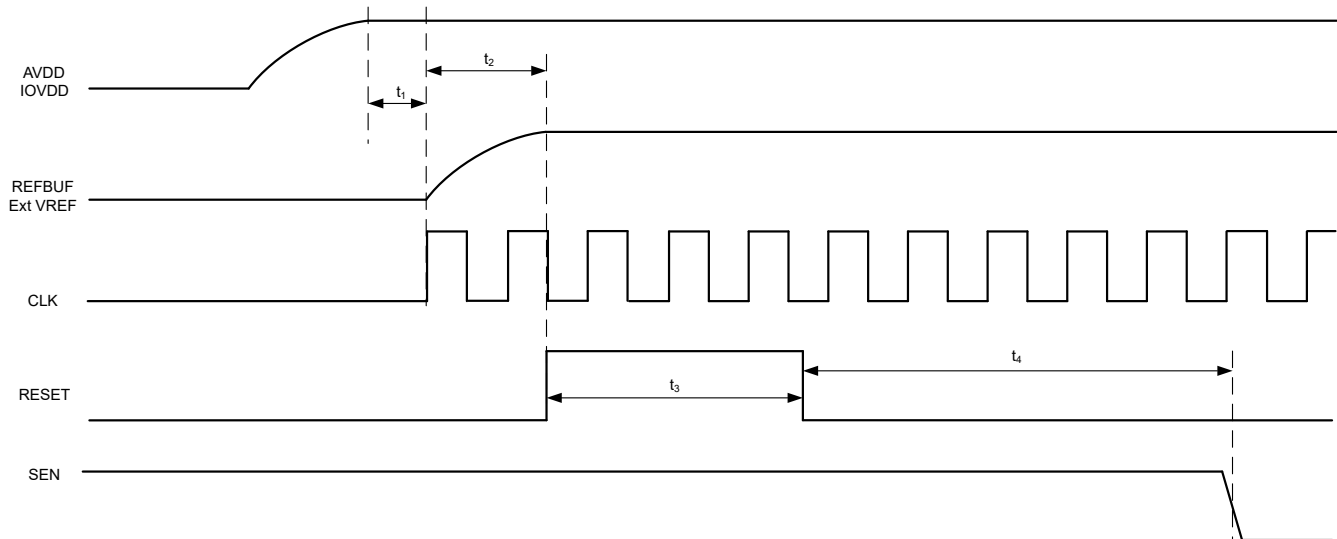 AVDD
IOVDD
t₁
t₂
REFBUF
Ext VREF
CLK
RESET
t₃
t₄
SEN